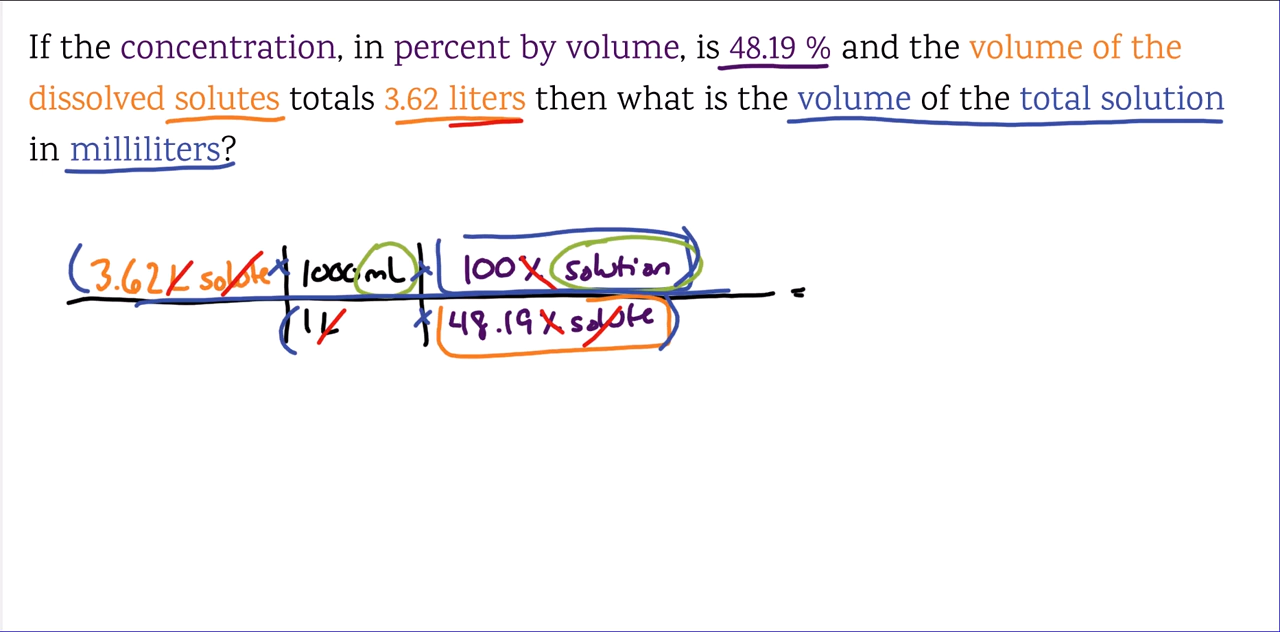 If the concentration, in percent by volume, is 48.19 % and the volume of the
dissolved solutes totals 3.62 liters then what is the volume of the total solution
in milliliters?
(3.62 L solute × 1000 mL × 100 % solution) =
(1 L × 48.19 % solute)